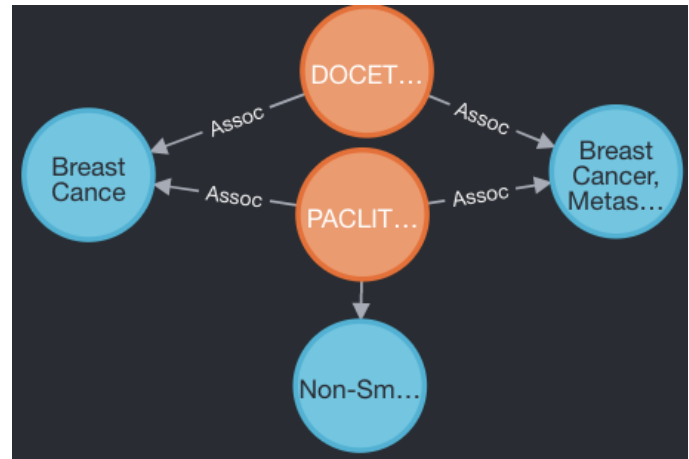 DOCET...
Assoc
Assoc
Breast
Cance
Breast
Cancer,
Metas...
Assoc
PACLIT...
Assoc
Non-Sm...